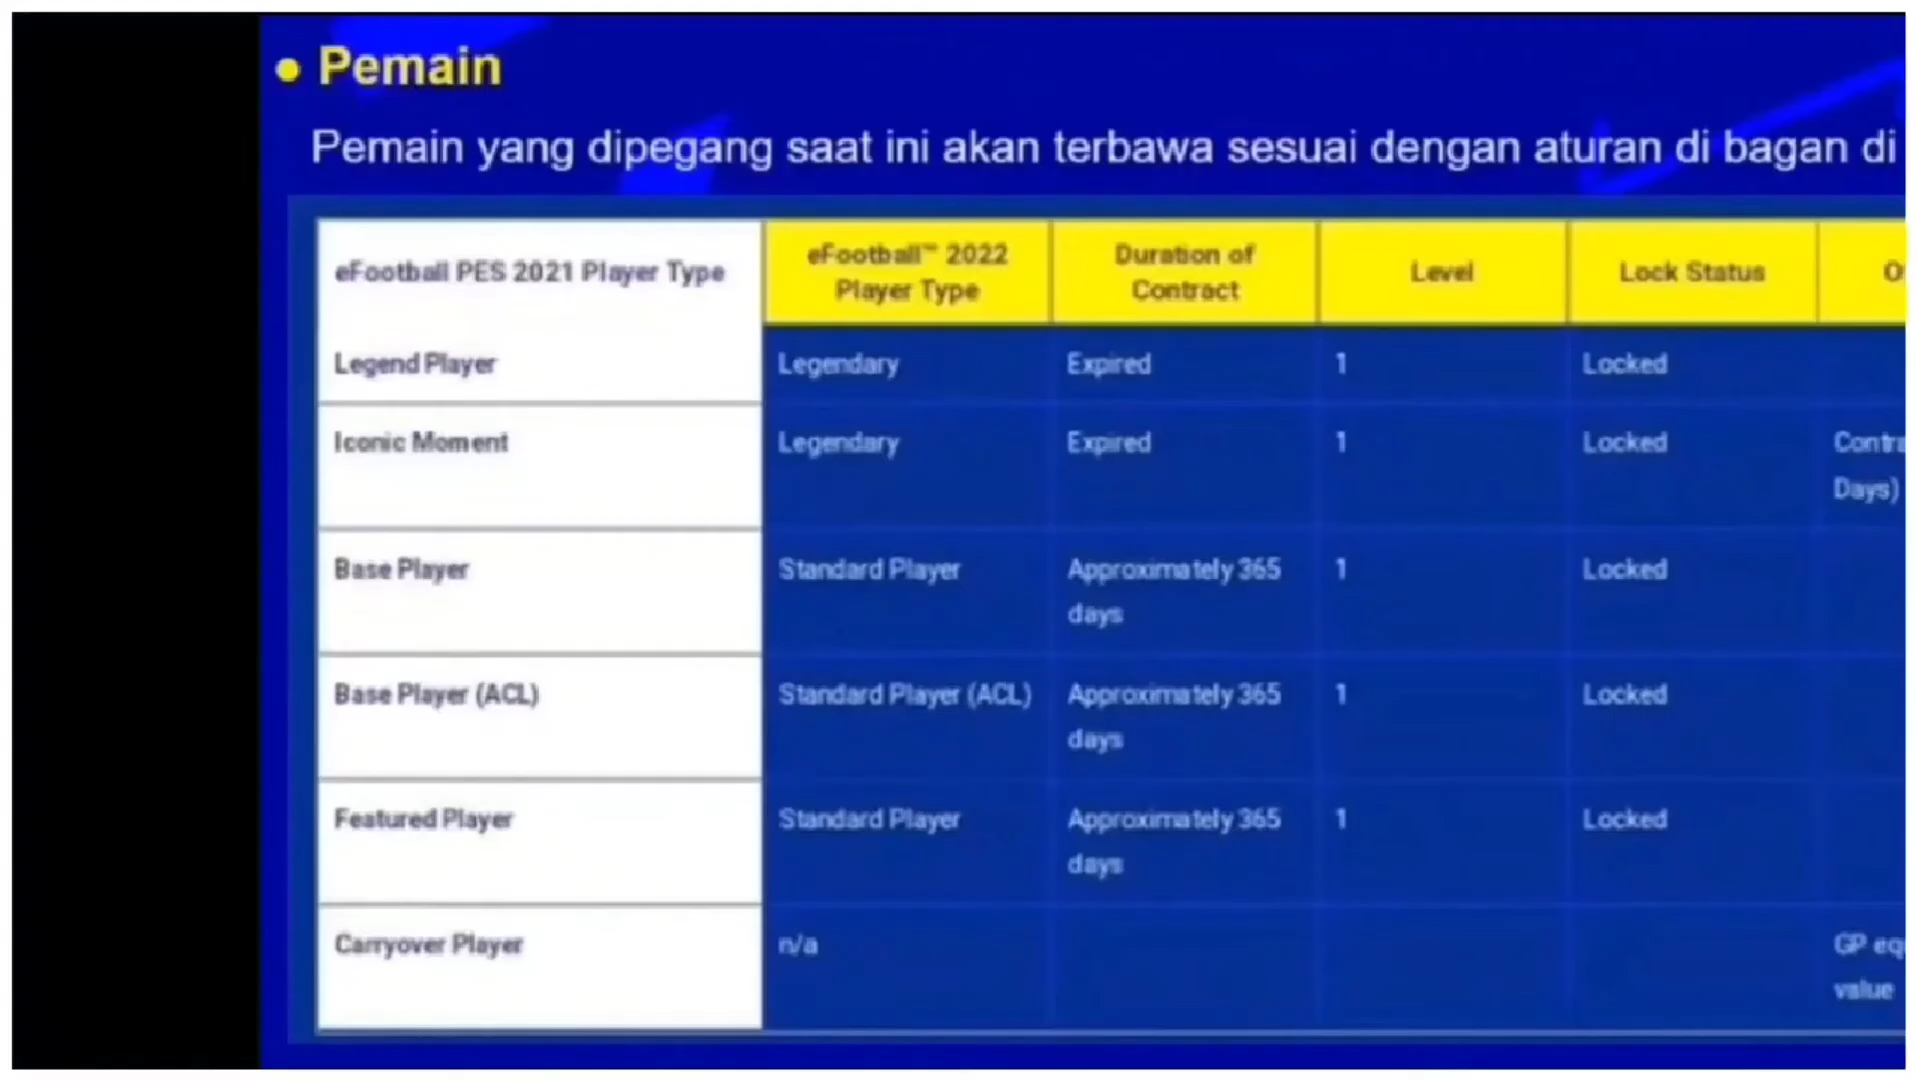 • Pemain
Pemain yang dipegang saat ini akan terbawa sesuai dengan aturan di bagan di
eFootball PES 2021 Player Type
eFootball™ 2022
Player Type
Duration of
Contract
Level
Lock Status
Legend Player
Legendary
Expired
1
Locked
Iconic Moment
Legendary
Expired
1
Locked
Days)
Base Player
Standard Player
Approximately 365
days
1
Locked
Base Player (ACL)
Standard Player (ACL)
Approximately 365
days
1
Locked
Featured Player
Standard Player
Approximately 365
days
1
Locked
Carryover Player
n/a
GP
value